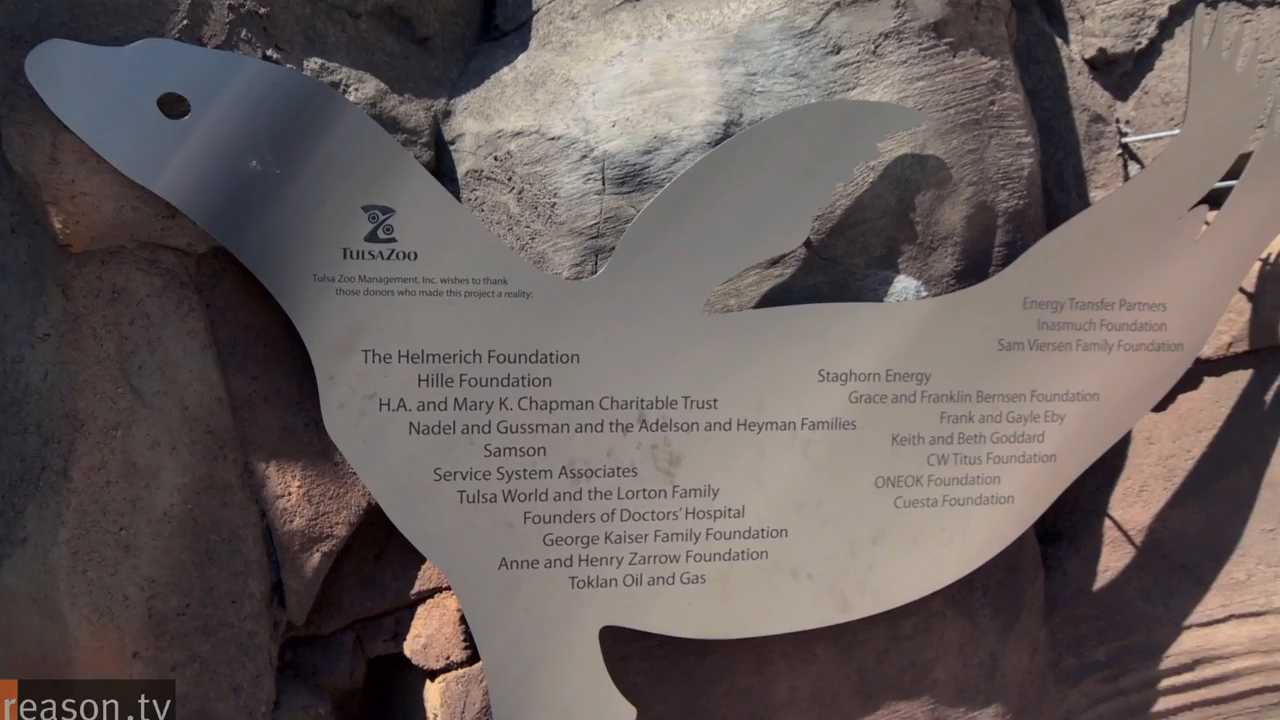 TULSAZOO
Tulsa Zoo Management, Inc. wishes to thank
those donors who made this project a reality:
The Helmerich Foundation
Hille Foundation
H.A. and Mary K. Chapman Charitable Trust
Nadel and Gussman and the Adelson and Heyman Families
Samson
Service System Associates
Tulsa World and the Lorton Family
Founders of Doctors' Hospital
George Kaiser Family Foundation
Anne and Henry Zarrow Foundation
Toklan Oil and Gas
Staghorn Energy
Grace and Franklin Bernsen Foundation
Frank and Gayle Eby
Keith and Beth Goddard
CW Titus Foundation
ONEOK Foundation
Cuesta Foundation
Energy Transfer Partners
Inasmuch Foundation
Sam Viersen Family Foundation
reason.tv